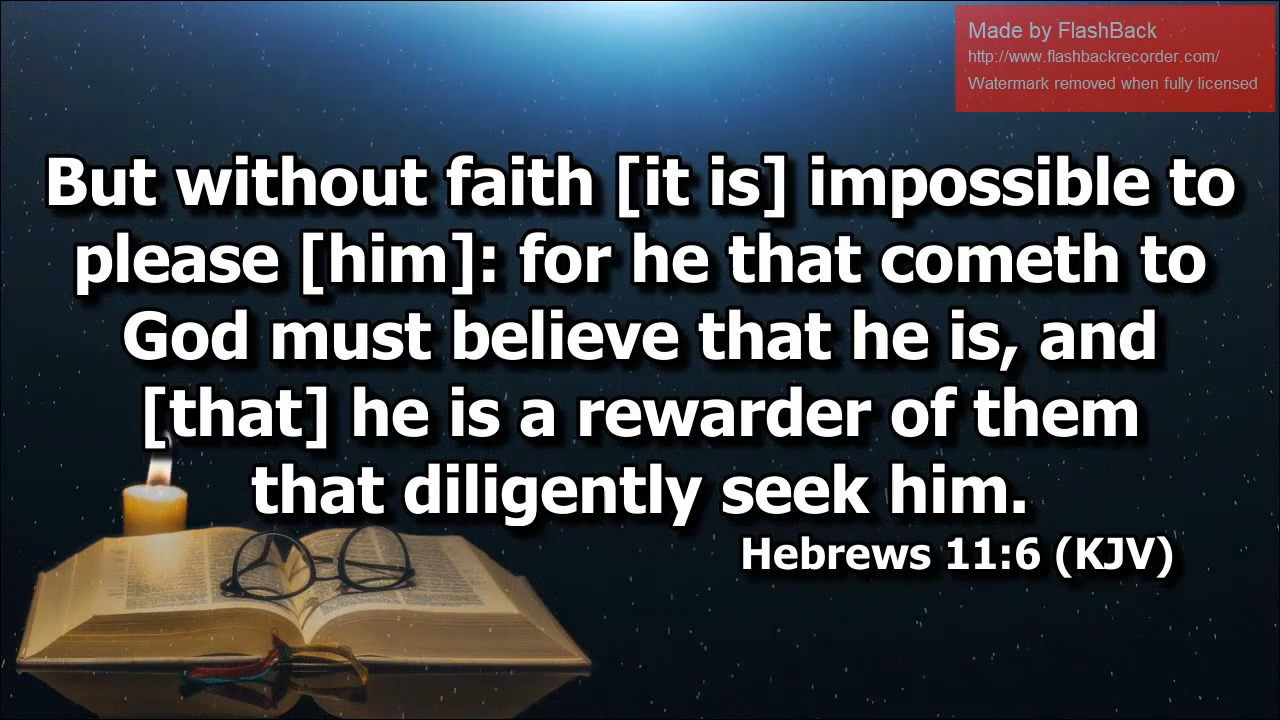 Made by FlashBack
http://www.flashbackrecorder.com/
Watermark removed when fully licensed
But without faith [it is] impossible to
please [him]: for he that cometh to
God must believe that he is, and
[that] he is a rewarder of them
that diligently seek him.
Hebrews 11:6 (KJV)